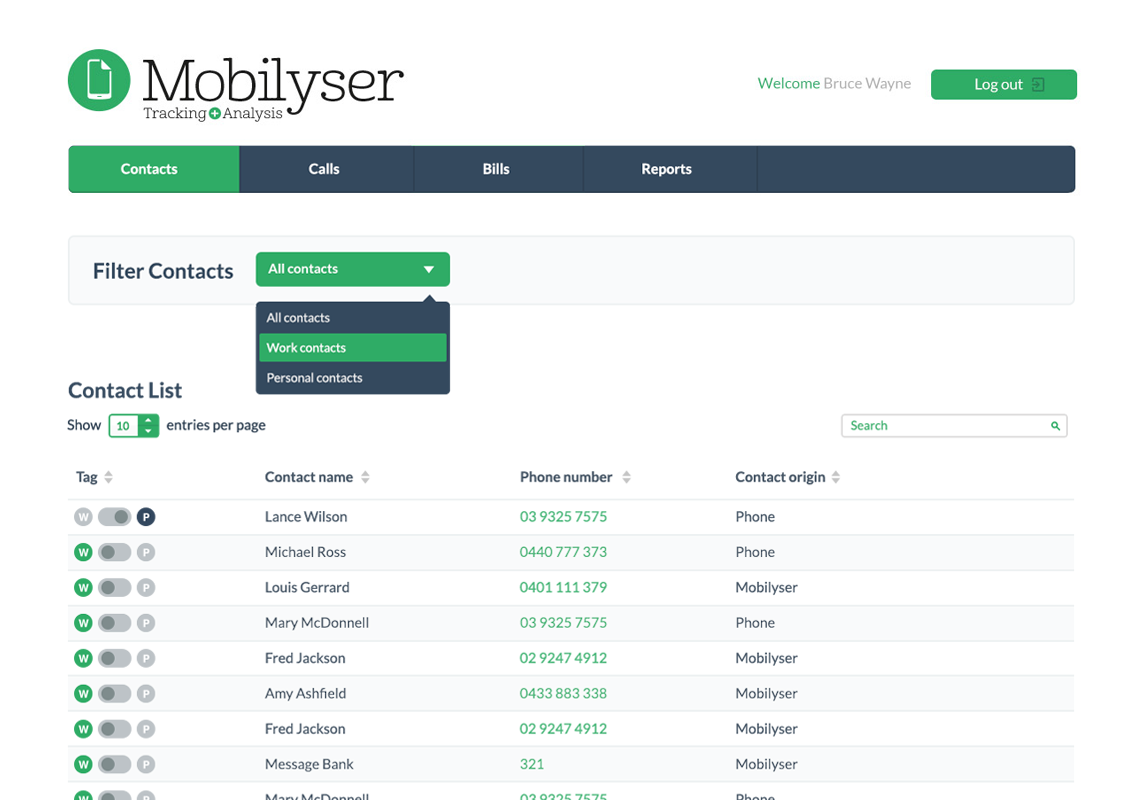 Mobilyser
Tracking + Analysis
Welcome Bruce Wayne
Log out
Contacts Calls Bills Reports
Filter Contacts All contacts
All contacts
Work contacts
Personal contacts
Contact List
Show 10 entries per page
Search
Tag Contact name Phone number Contact origin
W P Lance Wilson 03 9325 7575 Phone
W P Michael Ross 0440 777 373 Phone
W P Louis Gerrard 0401 111 379 Mobilyser
W P Mary McDonnell 03 9325 7575 Phone
W P Fred Jackson 02 9247 4912 Mobilyser
W P Amy Ashfield 0433 883 338 Mobilyser
W P Fred Jackson 02 9247 4912 Mobilyser
W P Message Bank 321 Mobilyser
W P Mary McDonnell 03 9325 7575 Phone